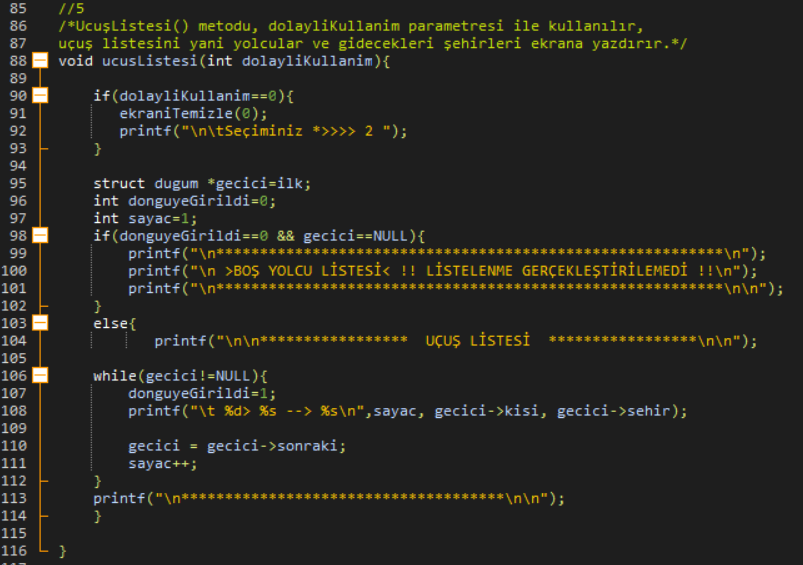 85 //5
86 /*UcuşListesi() metodu, dolayliKullanim parametresi ile kullanılır,
87 uçuş listesini yani yolcular ve gidecekleri şehirleri ekrana yazdırır.*/
88 void ucusListesi(int dolayliKullanim){
89
90 if(dolayliKullanim==0){
91 ekraniTemizle(0);
92 printf("\n\tSeçiminiz *>>>> 2 ");
93 }
94
95 struct dugum *gecici=ilk;
96 int donguyeGirildi=0;
97 int sayac=1;
98 if(donguyeGirildi==0 && gecici==NULL){
99 printf("\n**********************************************************\n");
100 printf("\n >BOŞ YOLCU LİSTESİ< !! LİSTELENME GERÇEKLEŞTİRİLEMEDİ !!\n");
101 printf("\n**********************************************************\n\n");
102 }
103 else{
104 printf("\n\n***************** UÇUŞ LİSTESİ *****************\n\n");
105
106 while(gecici!=NULL){
107 donguyeGirildi=1;
108 printf("\t %d> %s --> %s\n",sayac, gecici->kisi, gecici->sehir);
109
110 gecici = gecici->sonraki;
111 sayac++;
112 }
113 printf("\n*************************************\n\n");
114 }
115
116 }